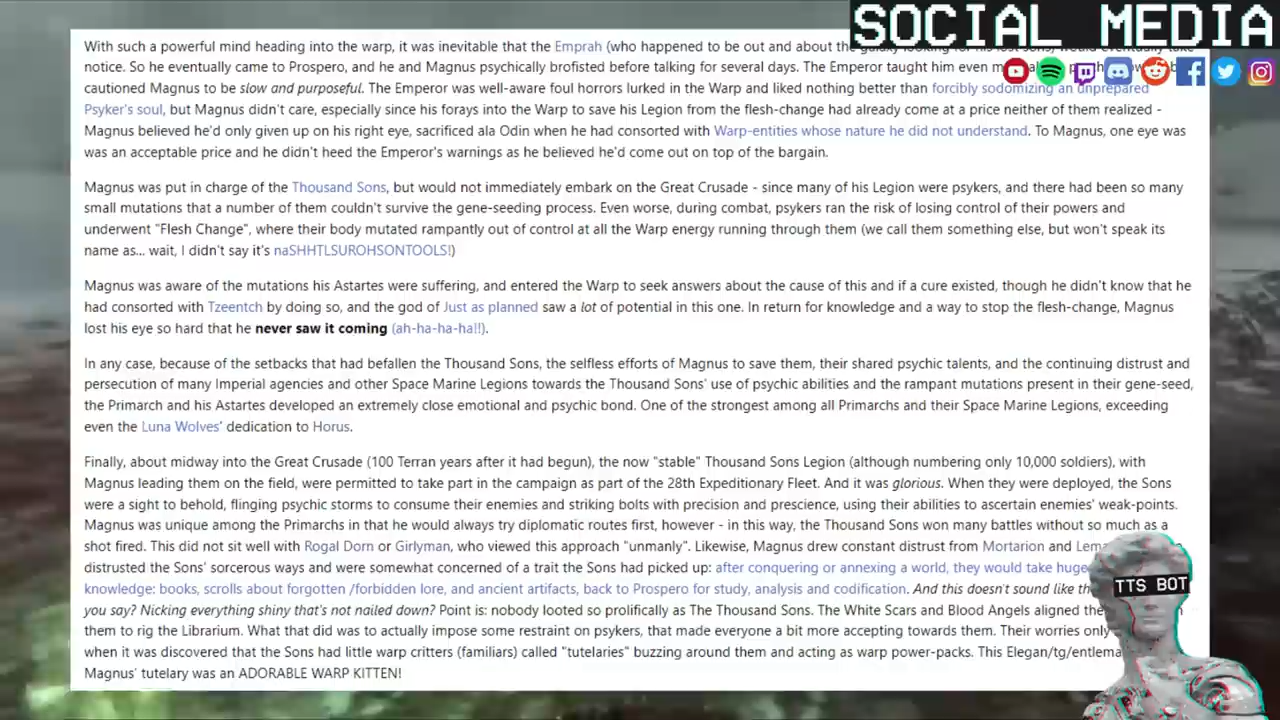 SOCIAL MEDIA
With such a powerful mind heading into the warp, it was inevitable that the Emprah (who happened to be out and about the galaxy looking for his lost sons) would eventually take
notice. So he eventually came to Prospero, and he and Magnus psychically brofisted before talking for several days. The Emperor taught him even
cautioned Magnus to be slow and purposeful. The Emperor was well-aware foul horrors lurked in the Warp and liked nothing better than forcibly sodomizing an unprepared
Psyker's soul, but Magnus didn't care, especially since his forays into the Warp to save his Legion from the flesh-change had already come at a price neither of them realized -
Magnus believed he'd only given up on his right eye, sacrificed ala Odin when he had consorted with Warp-entities whose nature he did not understand. To Magnus, one eye was
was an acceptable price and he didn't heed the Emperor's warnings as he believed he'd come out on top of the bargain.
Magnus was put in charge of the Thousand Sons, but would not immediately embark on the Great Crusade - since many of his Legion were psykers, and there had been so many
small mutations that a number of them couldn't survive the gene-seeding process. Even worse, during combat, psykers ran the risk of losing control of their powers and
underwent "Flesh Change", where their body mutated rampantly out of control at all the Warp energy running through them (we call them something else, but won't speak its
name as... wait, I didn't say it's naSHHTLSUROHSONTOOLS!)
Magnus was aware of the mutations his Astartes were suffering, and entered the Warp to seek answers about the cause of this and if a cure existed, though he didn't know that he
had consorted with Tzeentch by doing so, and the god of Just as planned saw a lot of potential in this one. In return for knowledge and a way to stop the flesh-change, Magnus
lost his eye so hard that he never saw it coming (ah-ha-ha-ha!!).
In any case, because of the setbacks that had befallen the Thousand Sons, the selfless efforts of Magnus to save them, their shared psychic talents, and the continuing distrust and
persecution of many Imperial agencies and other Space Marine Legions towards the Thousand Sons' use of psychic abilities and the rampant mutations present in their gene-seed,
the Primarch and his Astartes developed an extremely close emotional and psychic bond. One of the strongest among all Primarchs and their Space Marine Legions, exceeding
even the Luna Wolves' dedication to Horus.
Finally, about midway into the Great Crusade (100 Terran years after it had begun), the now "stable" Thousand Sons Legion (although numbering only 10,000 soldiers), with
Magnus leading them on the field, were permitted to take part in the campaign as part of the 28th Expeditionary Fleet. And it was glorious. When they were deployed, the Sons
were a sight to behold, flinging psychic storms to consume their enemies and striking bolts with precision and prescience, using their abilities to ascertain enemies' weak-points.
Magnus was unique among the Primarchs in that he would always try diplomatic routes first, however - in this way, the Thousand Sons won many battles without so much as a
shot fired. This did not sit well with Rogal Dorn or Girlyman, who viewed this approach "unmanly". Likewise, Magnus drew constant distrust from Mortarion and
distrusted the Sons' sorcerous ways and were somewhat concerned of a trait the Sons had picked up: after conquering or annexing a world, they would take huge
knowledge: books, scrolls about forgotten /forbidden lore, and ancient artifacts, back to Prospero for study, analysis and codification. And this doesn't sound like
you say? Nicking everything shiny that's not nailed down? Point is: nobody looted so prolifically as The Thousand Sons. The White Scars and Blood Angels aligned
them to rig the Librarium. What that did was to actually impose some restraint on psykers, that made everyone a bit more accepting towards them. Their worries only
when it was discovered that the Sons had little warp critters (familiars) called "tutelaries" buzzing around them and acting as warp power-packs. This
Magnus' tutelary was an ADORABLE WARP KITTEN!
TTS BOT